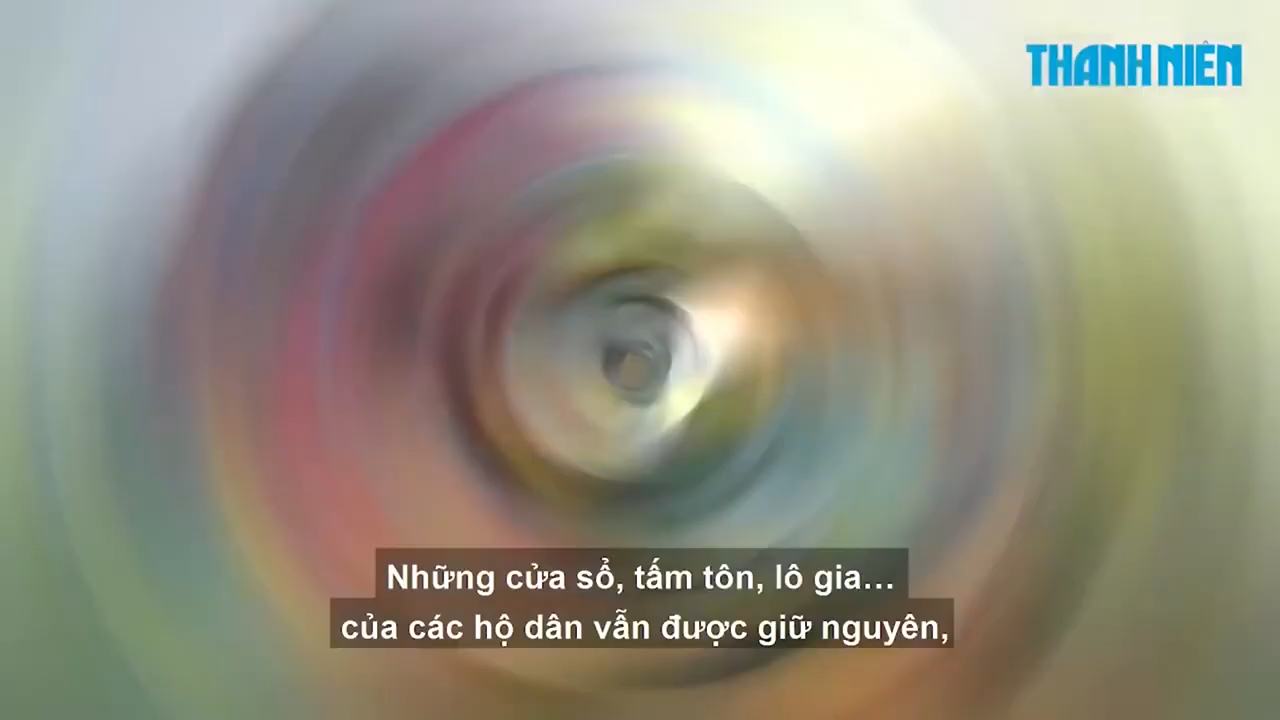 THANH NIÊN
Những cửa sổ, tấm tôn, lô gia...
của các hộ dân vẫn được giữ nguyên,